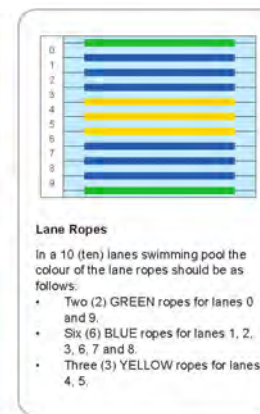 0
1
2
3
4
5
6
7
8
9
Lane Ropes
In a 10 (ten) lanes swimming pool the
colour of the lane ropes should be as
follows:
• Two (2) GREEN ropes for lanes 0
and 9.
• Six (6) BLUE ropes for lanes 1, 2,
3, 6, 7 and 8.
• Three (3) YELLOW ropes for lanes
4, 5.